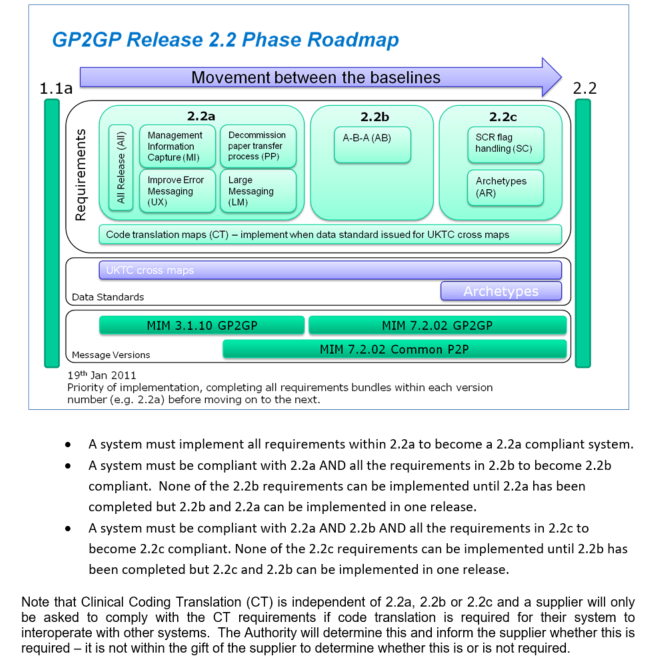 GP2GP Release 2.2 Phase Roadmap
Movement between the baselines
1.1a
2.2
Requirements
2.2a
All Release (All)
Management
Information
Capture (MI)
Decommission
paper transfer
process (PP)
Improve Error
Messaging
(UX)
Large
Messaging
(LM)
2.2b
A-B-A (AB)
2.2c
SCR flag
handling (SC)
Archetypes
(AR)
Code translation maps (CT) – implement when data standard issued for UKTC cross maps
UKTC cross maps
Archetypes
Data Standards
MIM 3.1.10 GP2GP
MIM 7.2.02 GP2GP
MIM 7.2.02 Common P2P
Message Versions
19th Jan 2011
Priority of implementation, completing all requirements bundles within each version
number (e.g. 2.2a) before moving on to the next.
• A system must implement all requirements within 2.2a to become a 2.2a compliant system.
• A system must be compliant with 2.2a AND all the requirements in 2.2b to become 2.2b
compliant. None of the 2.2b requirements can be implemented until 2.2a has been
completed but 2.2b and 2.2a can be implemented in one release.
• A system must be compliant with 2.2a AND 2.2b AND all the requirements in 2.2c to
become 2.2c compliant. None of the 2.2c requirements can be implemented until 2.2b has
been completed but 2.2c and 2.2b can be implemented in one release.
Note that Clinical Coding Translation (CT) is independent of 2.2a, 2.2b or 2.2c and a supplier will only
be asked to comply with the CT requirements if code translation is required for their system to
interoperate with other systems. The Authority will determine this and inform the supplier whether this is
required – it is not within the gift of the supplier to determine whether this is or is not required.